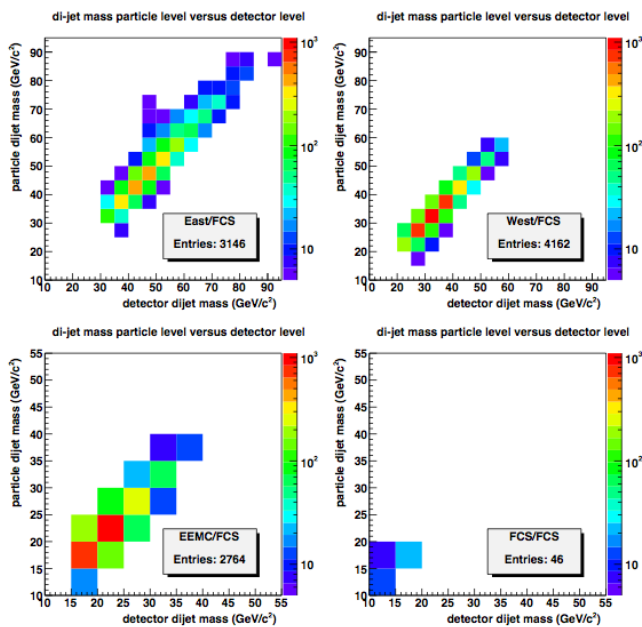 di-jet mass particle level versus detector level
particle dijet mass (GeV/c²)
90
80
70
60
50
40
30
20
10
10 20 30 40 50 60 70 80 90
detector dijet mass (GeV/c²)
East/FCS
Entries: 3146
10³
10²
10
di-jet mass particle level versus detector level
particle dijet mass (GeV/c²)
90
80
70
60
50
40
30
20
10
10 20 30 40 50 60 70 80 90
detector dijet mass (GeV/c²)
West/FCS
Entries: 4162
10³
10²
10
di-jet mass particle level versus detector level
particle dijet mass (GeV/c²)
55
50
45
40
35
30
25
20
15
10
10 15 20 25 30 35 40 45 50 55
detector dijet mass (GeV/c²)
EEMC/FCS
Entries: 2764
10³
10²
10
di-jet mass particle level versus detector level
particle dijet mass (GeV/c²)
55
50
45
40
35
30
25
20
15
10
10 15 20 25 30 35 40 45 50 55
detector dijet mass (GeV/c²)
FCS/FCS
Entries: 46
10³
10²
10